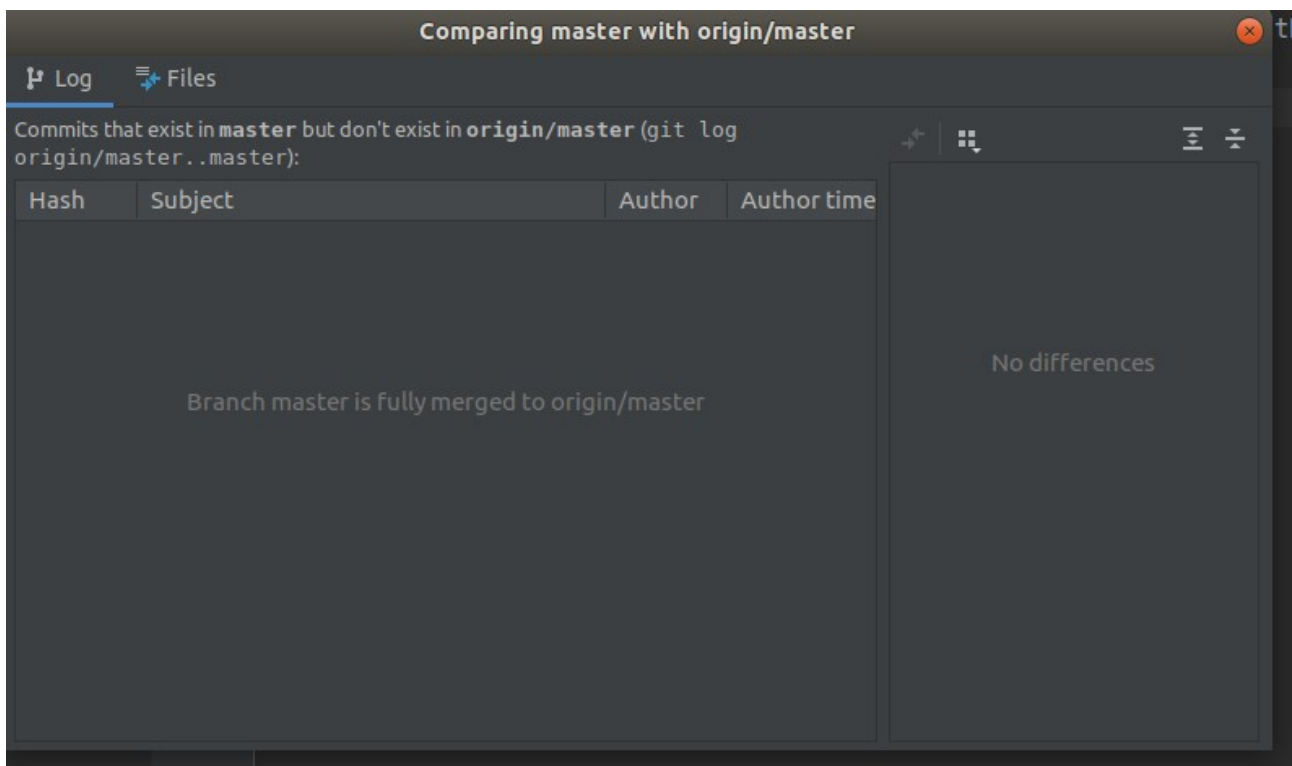 Comparing master with origin/master
Log Files
Commits that exist in master but don't exist in origin/master (git log
origin/master..master):
Hash Subject Author Author time
No differences
Branch master is fully merged to origin/master